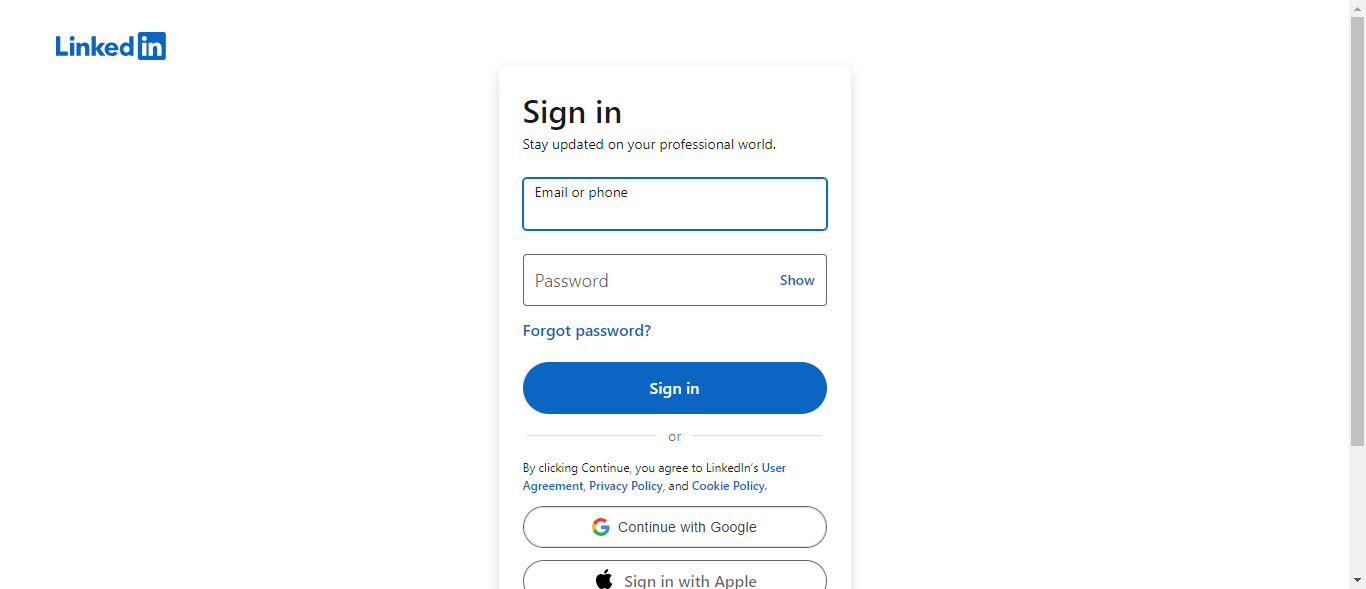 Linked in
Sign in
Stay updated on your professional world.
Email or phone
Password Show
Forgot password?
Sign in
or
By clicking Continue, you agree to LinkedIn's User
Agreement, Privacy Policy, and Cookie Policy.
Continue with Google
Sign in with Apple